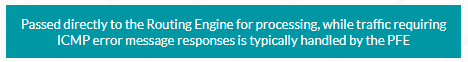 Passed directly to the Routing Engine for processing, while traffic requiring
ICMP error message responses is typically handled by the PFE